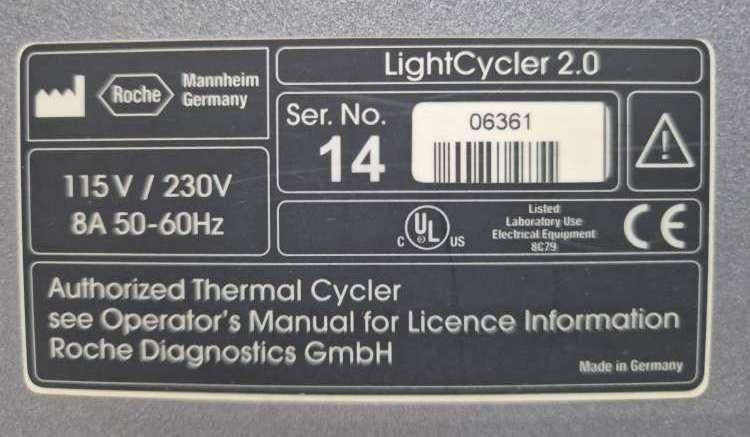 Roche
Mannheim
Germany
LightCycler 2.0
Ser. No.
14
06361
115V / 230V
8A 50-60Hz
C UL US
Listed
Laboratory Use
Electrical Equipment
8C79
CE
Authorized Thermal Cycler
see Operator's Manual for Licence Information
Roche Diagnostics GmbH
Made in Germany